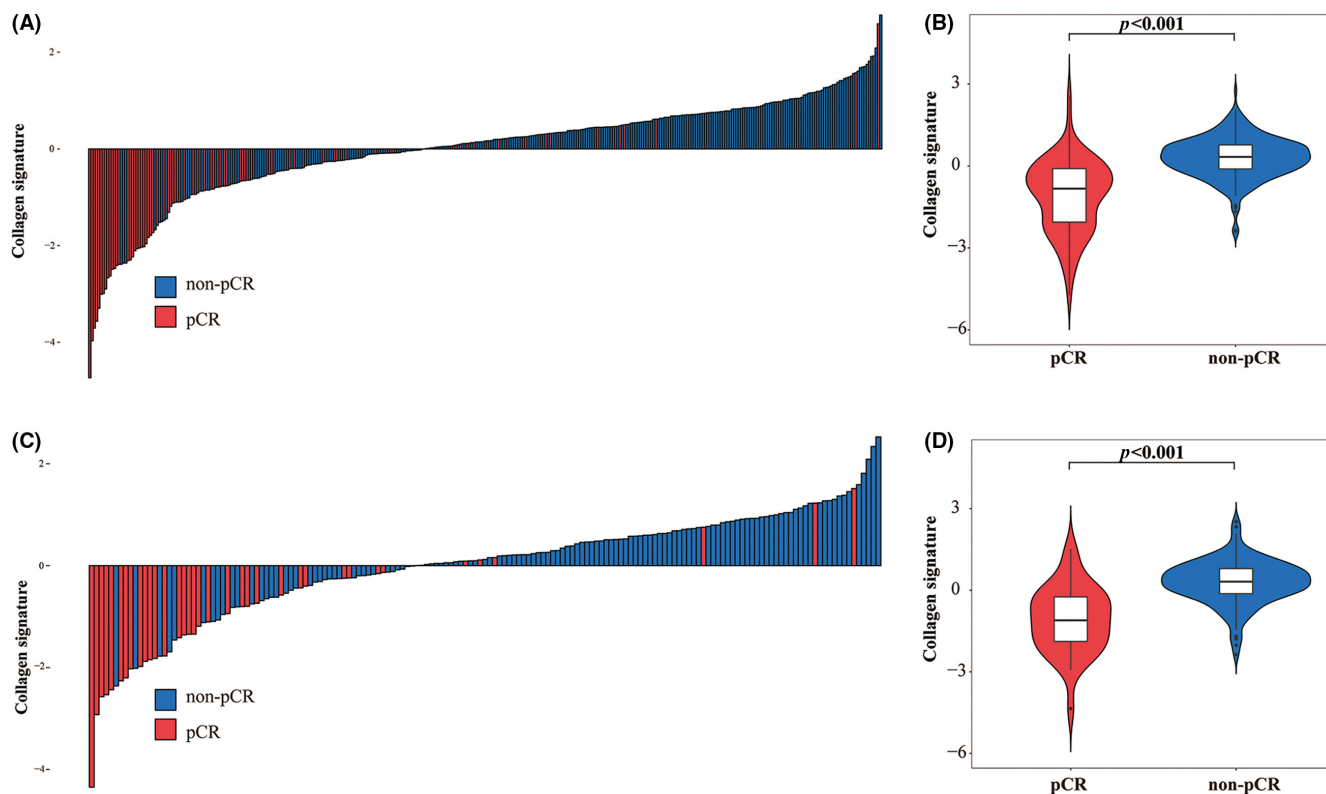 (A)
Collagen signature
2
0
−2
−4
non-pCR
pCR
(B)
p<0.001
Collagen signature
3
0
−3
−6
pCR
non-pCR
(C)
Collagen signature
2
0
−2
−4
non-pCR
pCR
(D)
p<0.001
Collagen signature
3
0
−3
−6
pCR
non-pCR